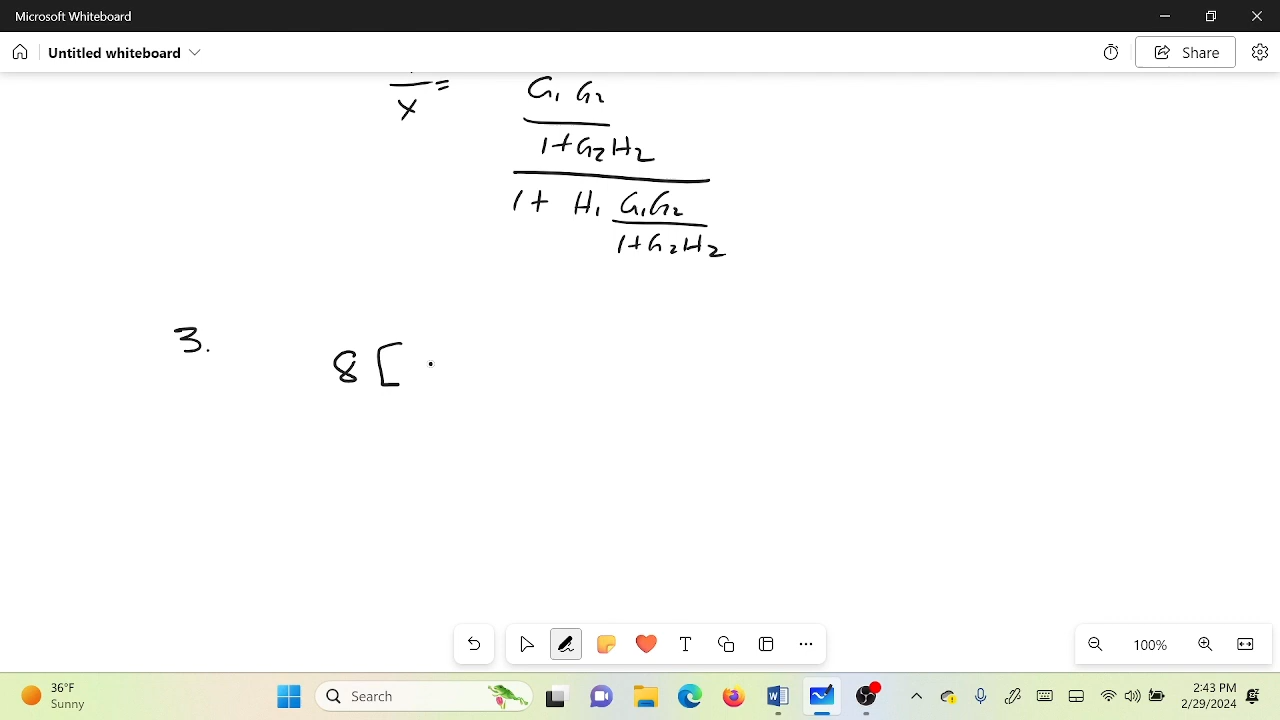 Microsoft Whiteboard
Untitled whiteboard
Share
x =
G1 G2
1+G2H2
1+ H1 G1G2
1+G2H2
3.
8 [
100%
36°F
Sunny
Search
2:43 PM
2/29/2024